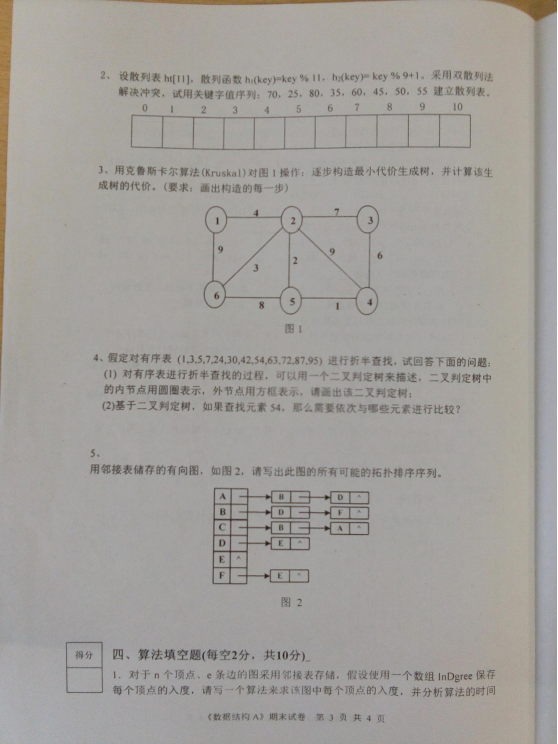 2、设散列表 ht[11]，散列函数 h₁(key)=key % 11，h₂(key)= key % 9+1。采用双散列法
解决冲突，试用关键字值序列：70，25，80，35，60，45，50，55 建立散列表。
0 1 2 3 4 5 6 7 8 9 10
3、用克鲁斯卡尔算法(Kruskal)对图 1 操作：逐步构造最小代价生成树，并计算该生
成树的代价。(要求：画出构造的每一步)
1 4 2 7 3
9 3 2 9 6
6 8 5 1 4
图 1
4、假定对有序表 (1,3,5,7,24,30,42,54,63,72,87,95) 进行折半查找，试回答下面的问题：
(1) 对有序表进行折半查找的过程，可以用一个二叉判定树来描述，二叉判定树中
的内节点用圆圈表示，外节点用方框表示，请画出该二叉判定树；
(2)基于二叉判定树，如果查找元素 54，那么需要依次与哪些元素进行比较？
5、
用邻接表储存的有向图，如图 2，请写出此图的所有可能的拓扑排序序列。
A B D ^
B D F ^
C B A ^
D E ^
E ^
F E ^
图 2
得分
四、算法填空题(每空2分，共10分)_
1．对于 n 个顶点、e 条边的图采用邻接表存储，假设使用一个数组 InDgree 保存
每个顶点的入度，请写一个算法来求该图中每个顶点的入度，并分析算法的时间
《数据结构 A》期末试卷 第 3 页 共 4 页